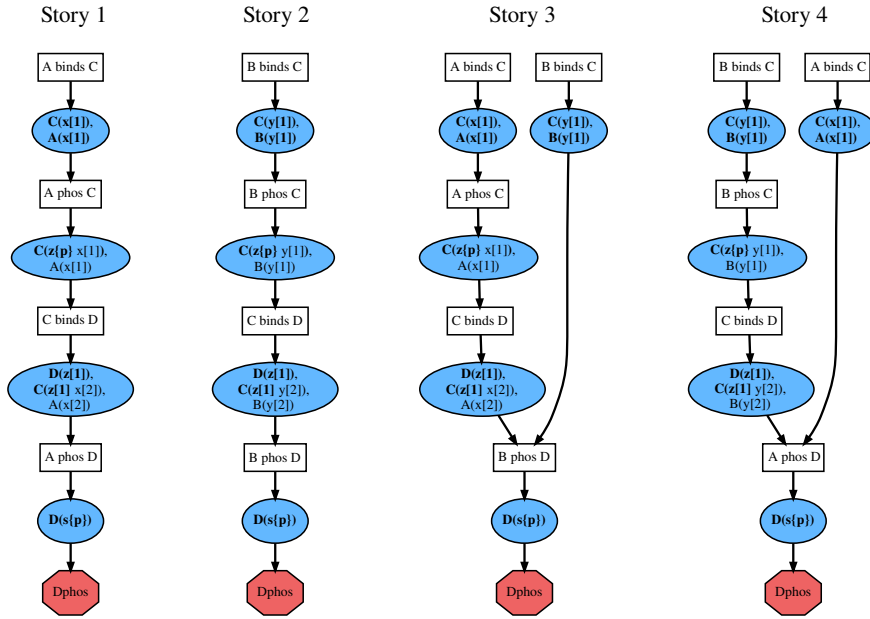 Story 1
A binds C
C(x[1]),
A(x[1])
A phos C
C(z{p} x[1]),
A(x[1])
C binds D
D(z[1]),
C(z[1] x[2]),
A(x[2])
A phos D
D(s{p})
Dphos
Story 2
B binds C
C(y[1]),
B(y[1])
B phos C
C(z{p} y[1]),
B(y[1])
C binds D
D(z[1]),
C(z[1] y[2]),
B(y[2])
B phos D
D(s{p})
Dphos
Story 3
A binds C
B binds C
C(x[1]),
A(x[1])
C(y[1]),
B(y[1])
A phos C
C(z{p} x[1]),
A(x[1])
C binds D
D(z[1]),
C(z[1] x[2]),
A(x[2])
B phos D
D(s{p})
Dphos
Story 4
B binds C
A binds C
C(y[1]),
B(y[1])
C(x[1]),
A(x[1])
B phos C
C(z{p} y[1]),
B(y[1])
C binds D
D(z[1]),
C(z[1] y[2]),
B(y[2])
A phos D
D(s{p})
Dphos